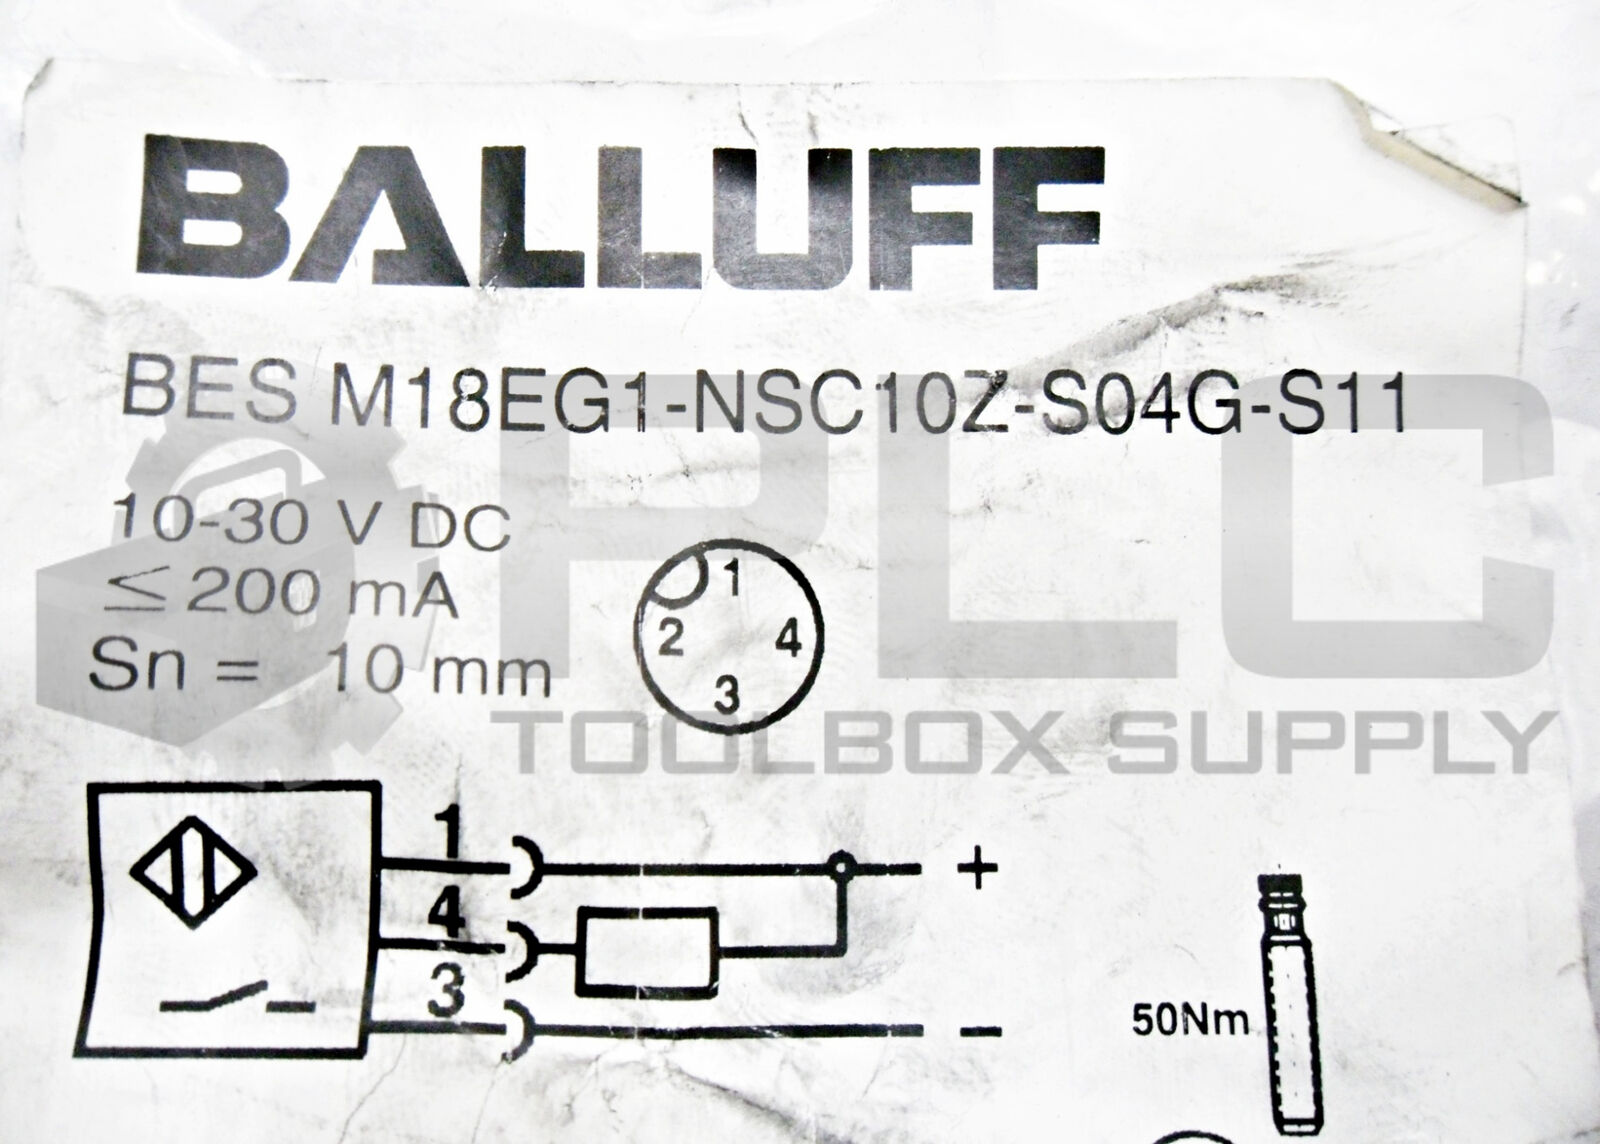 BALLUFF
BES M18EG1-NSC10Z-S04G-S11
10-30 V DC
≤ 200 mA
Sn = 10 mm
1
2 4
3
PLC
TOOLBOX SUPPLY
1
+
4
3
-
50Nm